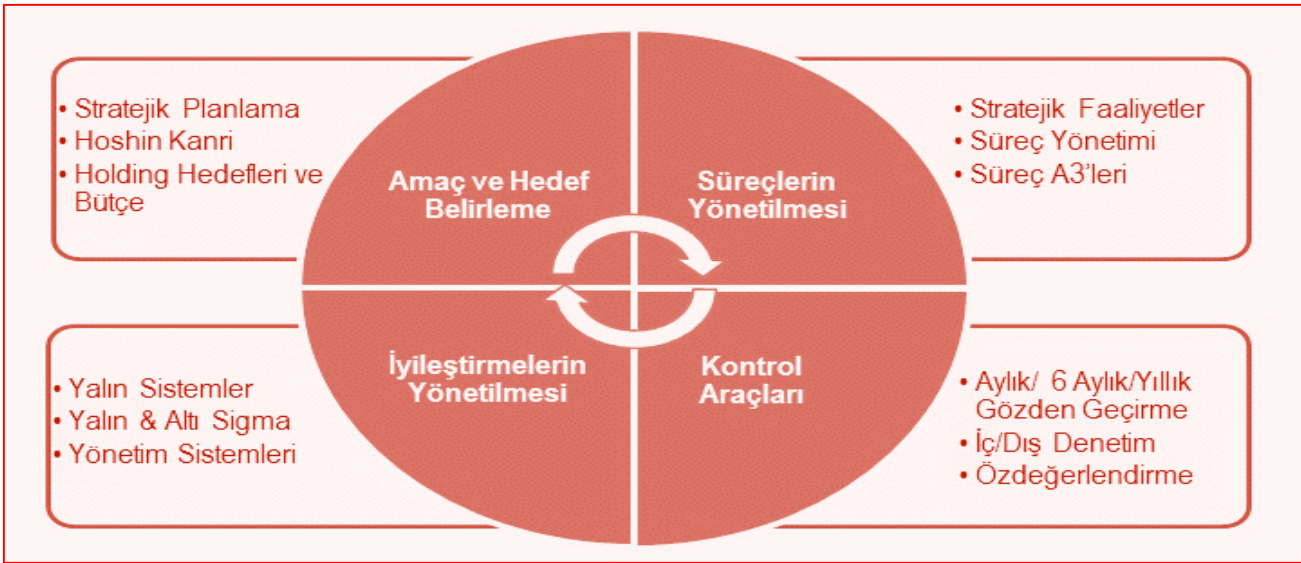 • Stratejik Planlama
• Hoshin Kanri
• Holding Hedefleri ve
Bütçe
Amaç ve Hedef
Belirleme
Süreçlerin
Yönetilmesi
• Stratejik Faaliyetler
• Süreç Yönetimi
• Süreç A3'leri
• Yalın Sistemler
• Yalın & Altı Sigma
• Yönetim Sistemleri
İyileştirmelerin
Yönetilmesi
Kontrol
Araçları
• Aylık/ 6 Aylık/Yıllık
Gözden Geçirme
• İç/Dış Denetim
• Özdeğerlendirme